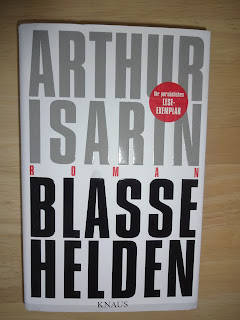 ARTHUR
ISARIN
Ihr persönliches
LESE-
EXEMPLAR
ROMAN
BLASSE
HELDEN
KNAUS